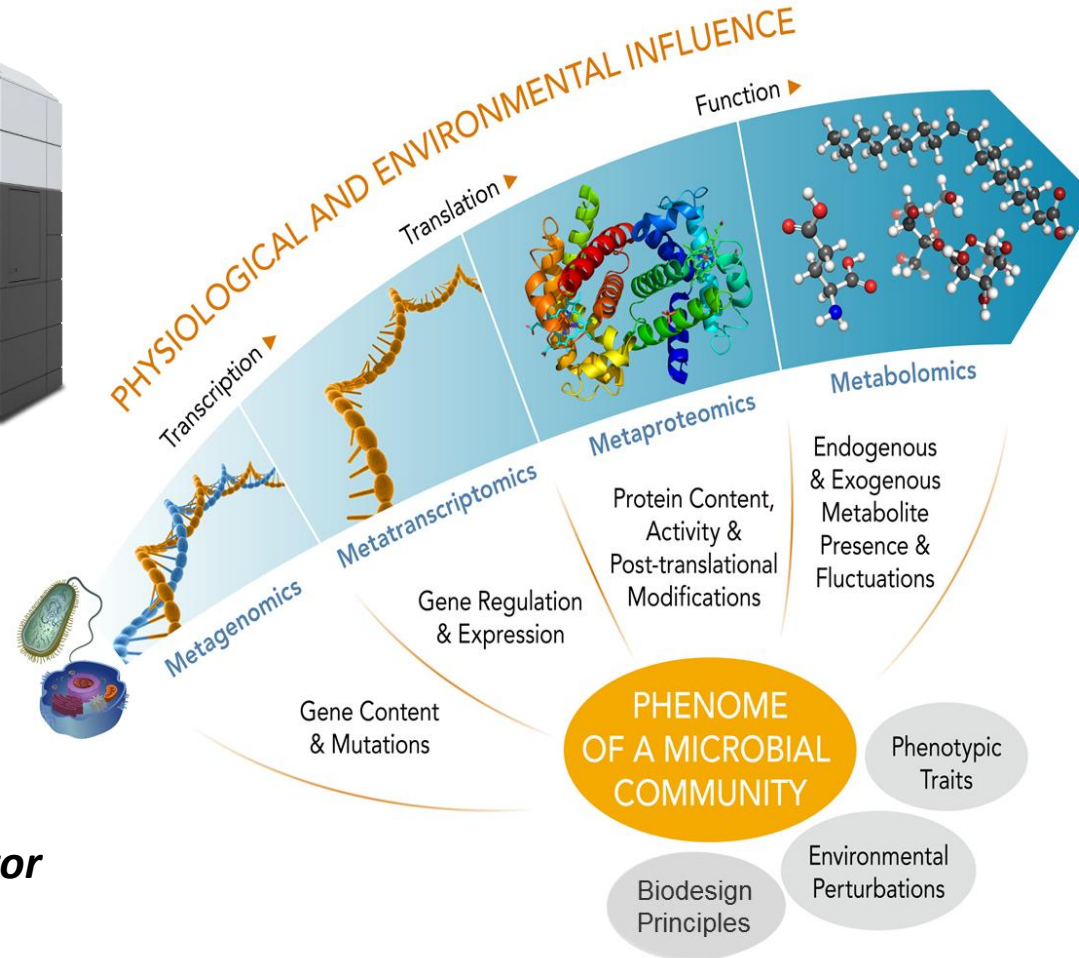 PHYSIOLOGICAL AND ENVIRONMENTAL INFLUENCE
Transcription ▶
Translation ▶
Function ▶
Metagenomics
Metatranscriptomics
Metaproteomics
Metabolomics
Gene Content
& Mutations
Gene Regulation
& Expression
Protein Content,
Activity &
Post-translational
Modifications
Endogenous
& Exogenous
Metabolite
Presence &
Fluctuations
PHENOME
OF A MICROBIAL
COMMUNITY
Phenotypic
Traits
Environmental
Perturbations
Biodesign
Principles